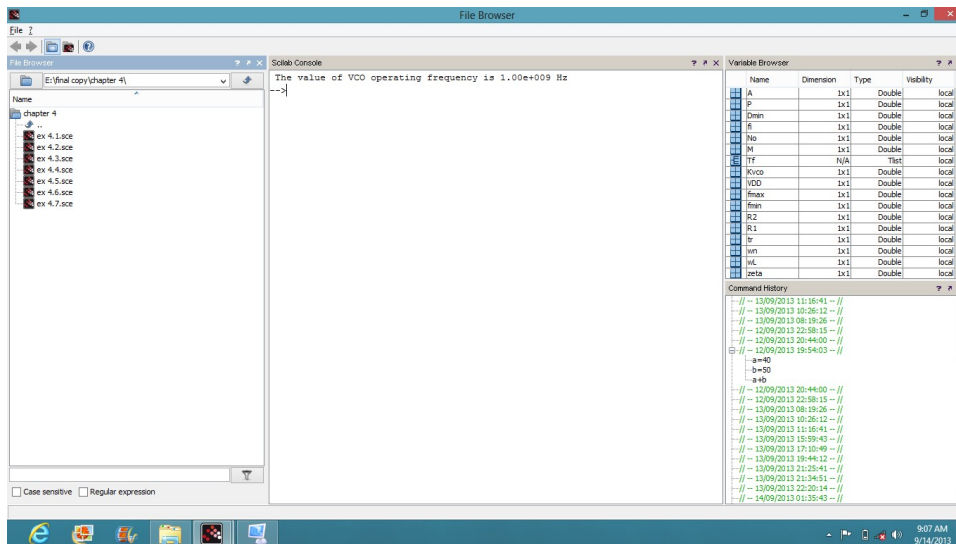 File Browser
File ?
File Browser
E:\final copy\chapter 4\
Name
chapter 4
..
ex 4.1.sce
ex 4.2.sce
ex 4.3.sce
ex 4.4.sce
ex 4.5.sce
ex 4.6.sce
ex 4.7.sce
Case sensitive Regular expression
Scilab Console
The value of VCO operating frequency is 1.00e+009 Hz
-->
Variable Browser
Name Dimension Type Visibility
A 1x1 Double local
P 1x1 Double local
Dmin 1x1 Double local
fi 1x1 Double local
No 1x1 Double local
M 1x1 Double local
Tf N/A Tlist local
Kvco 1x1 Double local
VDD 1x1 Double local
fmax 1x1 Double local
fmin 1x1 Double local
R2 1x1 Double local
R1 1x1 Double local
tr 1x1 Double local
wn 1x1 Double local
wL 1x1 Double local
zeta 1x1 Double local
Command History
// -- 13/09/2013 11:16:41 -- //
// -- 13/09/2013 10:26:12 -- //
// -- 13/09/2013 08:19:26 -- //
// -- 12/09/2013 22:58:15 -- //
// -- 12/09/2013 20:44:00 -- //
// -- 12/09/2013 19:54:03 -- //
a=40
b=50
a+b
// -- 12/09/2013 20:44:00 -- //
// -- 12/09/2013 22:58:15 -- //
// -- 13/09/2013 08:19:26 -- //
// -- 13/09/2013 10:26:12 -- //
// -- 13/09/2013 11:16:41 -- //
// -- 13/09/2013 15:59:43 -- //
// -- 13/09/2013 17:10:49 -- //
// -- 13/09/2013 19:44:12 -- //
// -- 13/09/2013 21:25:41 -- //
// -- 13/09/2013 21:34:51 -- //
// -- 13/09/2013 22:20:14 -- //
// -- 14/09/2013 01:35:43 -- //
9:07 AM
9/14/2013